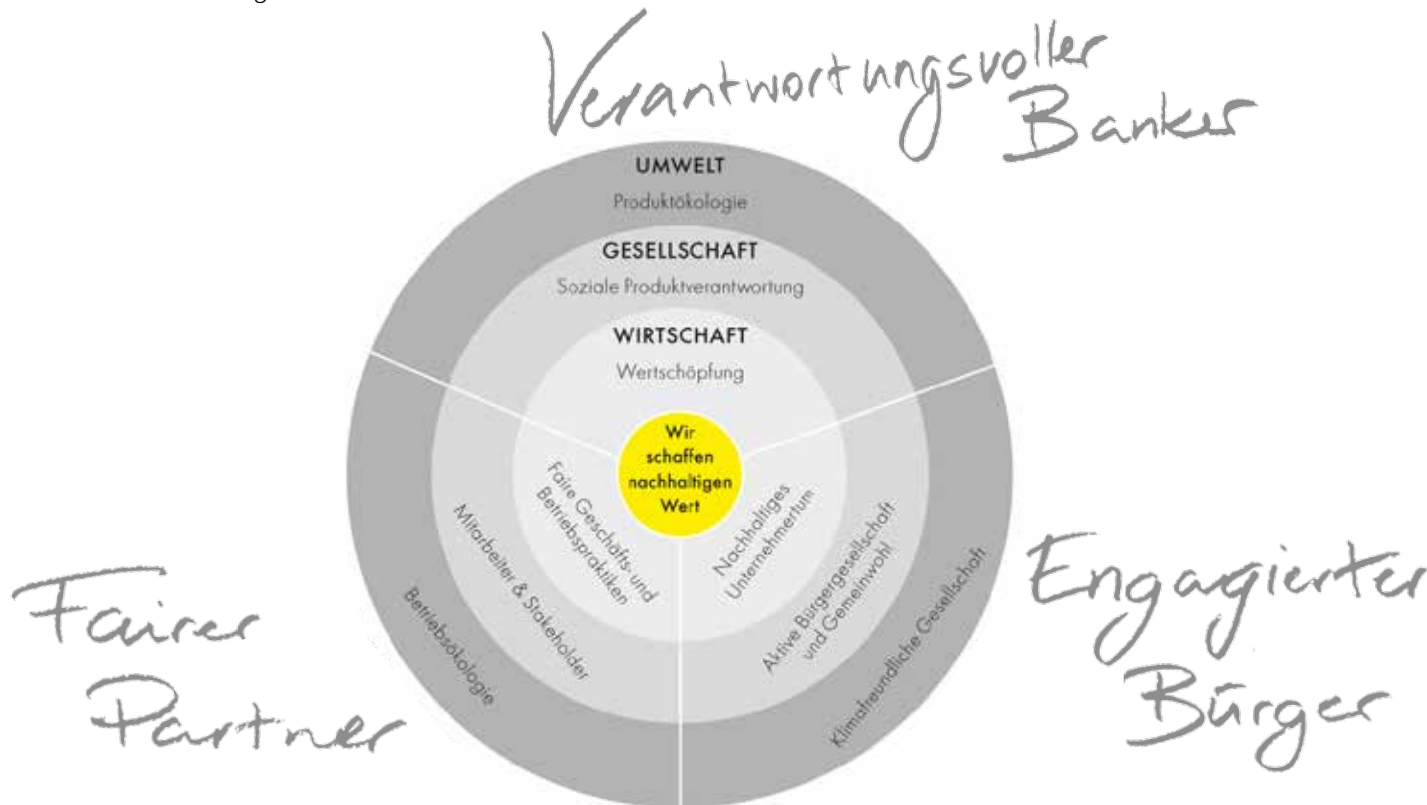 Verantwortungsvoller
Banker
UMWELT
Produktökologie
GESELLSCHAFT
Soziale Produktverantwortung
WIRTSCHAFT
Wertschöpfung
Wir
schaffen
nachhaltigen
Wert
Faire Geschäfts- und
Betriebspraktiken
Mitarbeiter & Stakeholder
Betriebsökologie
Nachhaltiges
Unternehmertum
Aktive Bürgergesellschaft
und Gemeinwohl
Klimafreundliche Gesellschaft
Fairer
Partner
Engagierter
Bürger